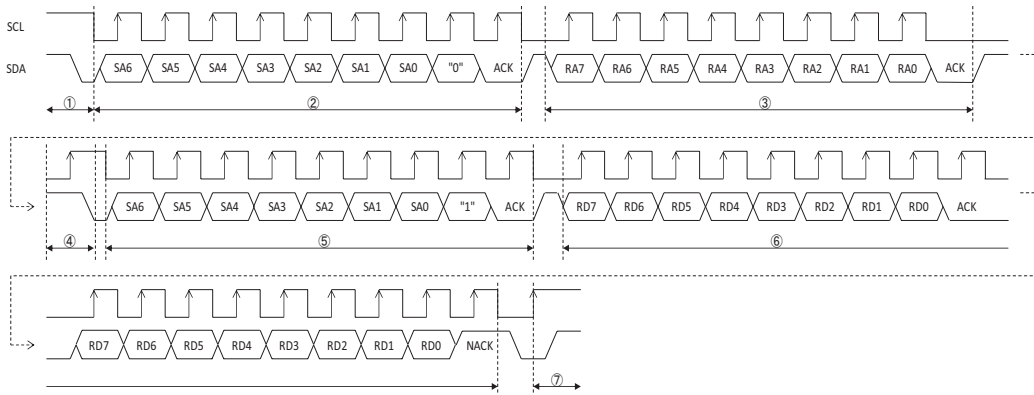 SCL
SDA SA6 SA5 SA4 SA3 SA2 SA1 SA0 "0" ACK RA7 RA6 RA5 RA4 RA3 RA2 RA1 RA0 ACK
① ② ③
SA6 SA5 SA4 SA3 SA2 SA1 SA0 "1" ACK RD7 RD6 RD5 RD4 RD3 RD2 RD1 RD0 ACK
④ ⑤ ⑥
RD7 RD6 RD5 RD4 RD3 RD2 RD1 RD0 NACK
⑦